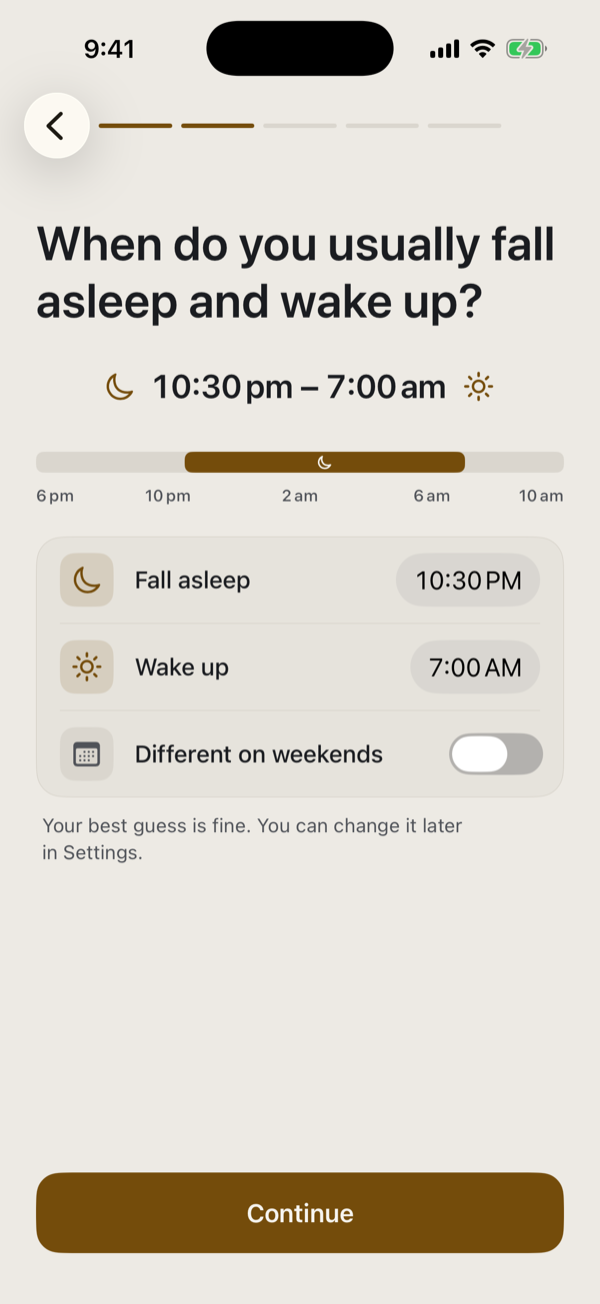 9:41
When do you usually fall
asleep and wake up?
10:30 pm – 7:00 am
6 pm 10 pm 2 am 6 am 10 am
Fall asleep 10:30 PM
Wake up 7:00 AM
Different on weekends
Your best guess is fine. You can change it later
in Settings.
Continue